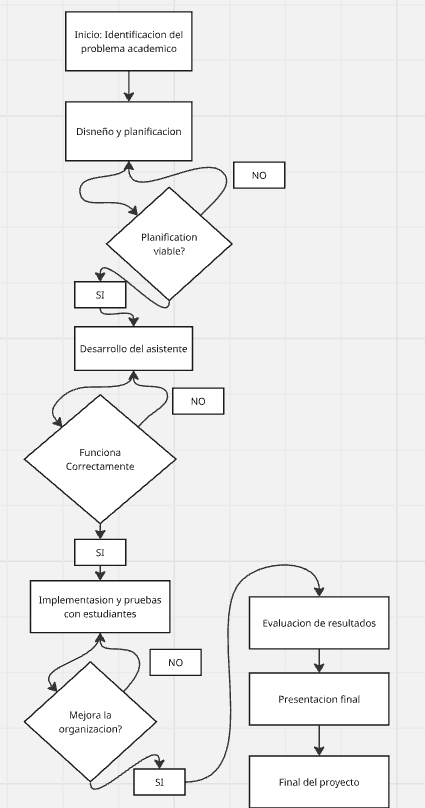 Inicio: Identificacion del
problema academico
Disneño y planificacion
NO
Planification
viable?
SI
Desarrollo del asistente
NO
Funciona
Correctamente
SI
Implementasion y pruebas
con estudiantes
NO
Mejora la
organizacion?
SI
Evaluacion de resultados
Presentacion final
Final del proyecto